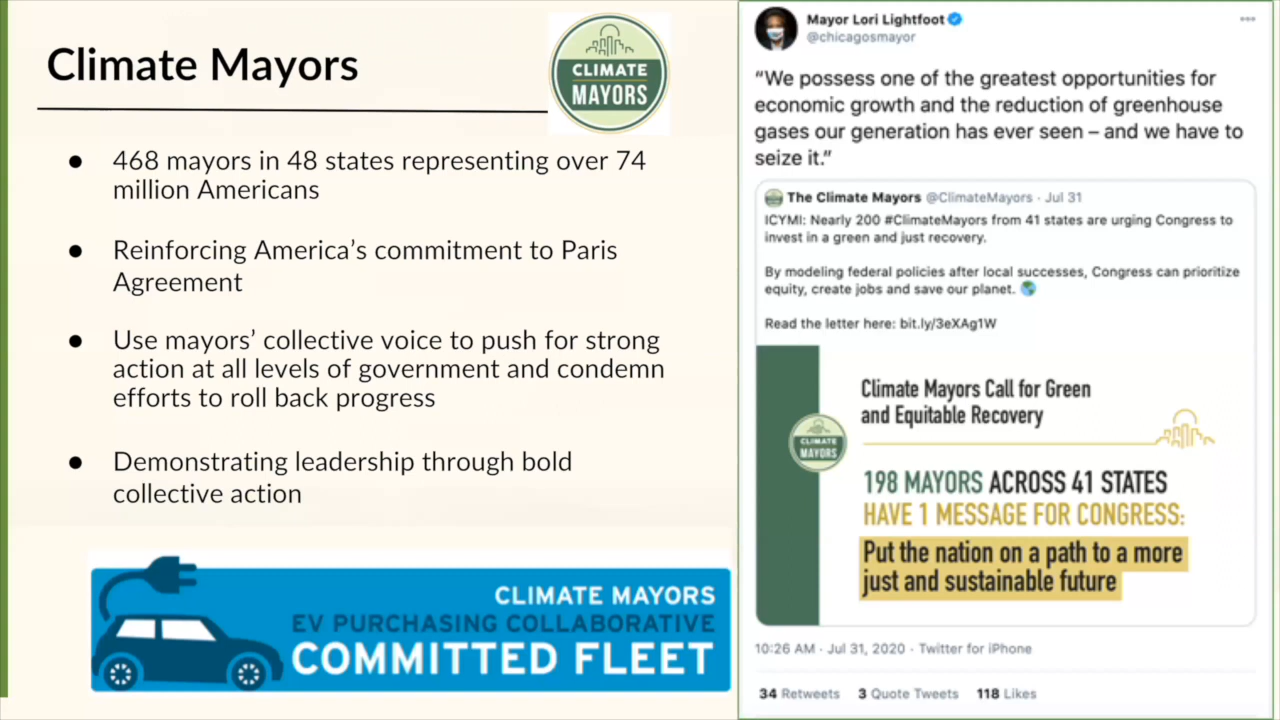 Climate Mayors
CLIMATE
MAYORS
● 468 mayors in 48 states representing over 74
million Americans
● Reinforcing America’s commitment to Paris
Agreement
● Use mayors’ collective voice to push for strong
action at all levels of government and condemn
efforts to roll back progress
● Demonstrating leadership through bold
collective action
CLIMATE MAYORS
EV PURCHASING COLLABORATIVE
COMMITTED FLEET
Mayor Lori Lightfoot
@chicagosmayor
“We possess one of the greatest opportunities for
economic growth and the reduction of greenhouse
gases our generation has ever seen – and we have to
seize it.”
The Climate Mayors @ClimateMayors · Jul 31
ICYMI: Nearly 200 #ClimateMayors from 41 states are urging Congress to
invest in a green and just recovery.
By modeling federal policies after local successes, Congress can prioritize
equity, create jobs and save our planet.
Read the letter here: bit.ly/3eXAg1W
Climate Mayors Call for Green
and Equitable Recovery
CLIMATE
MAYORS
198 MAYORS ACROSS 41 STATES
HAVE 1 MESSAGE FOR CONGRESS:
Put the nation on a path to a more
just and sustainable future
10:26 AM · Jul 31, 2020 · Twitter for iPhone
34 Retweets 3 Quote Tweets 118 Likes